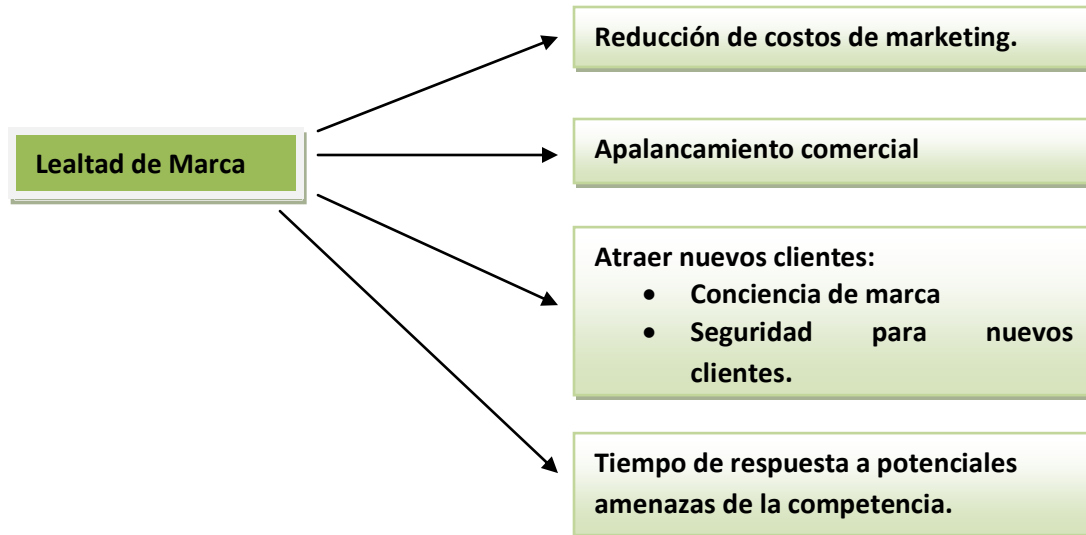 Lealtad de Marca
Reducción de costos de marketing.
Apalancamiento comercial
Atraer nuevos clientes:
• Conciencia de marca
• Seguridad para nuevos
clientes.
Tiempo de respuesta a potenciales
amenazas de la competencia.